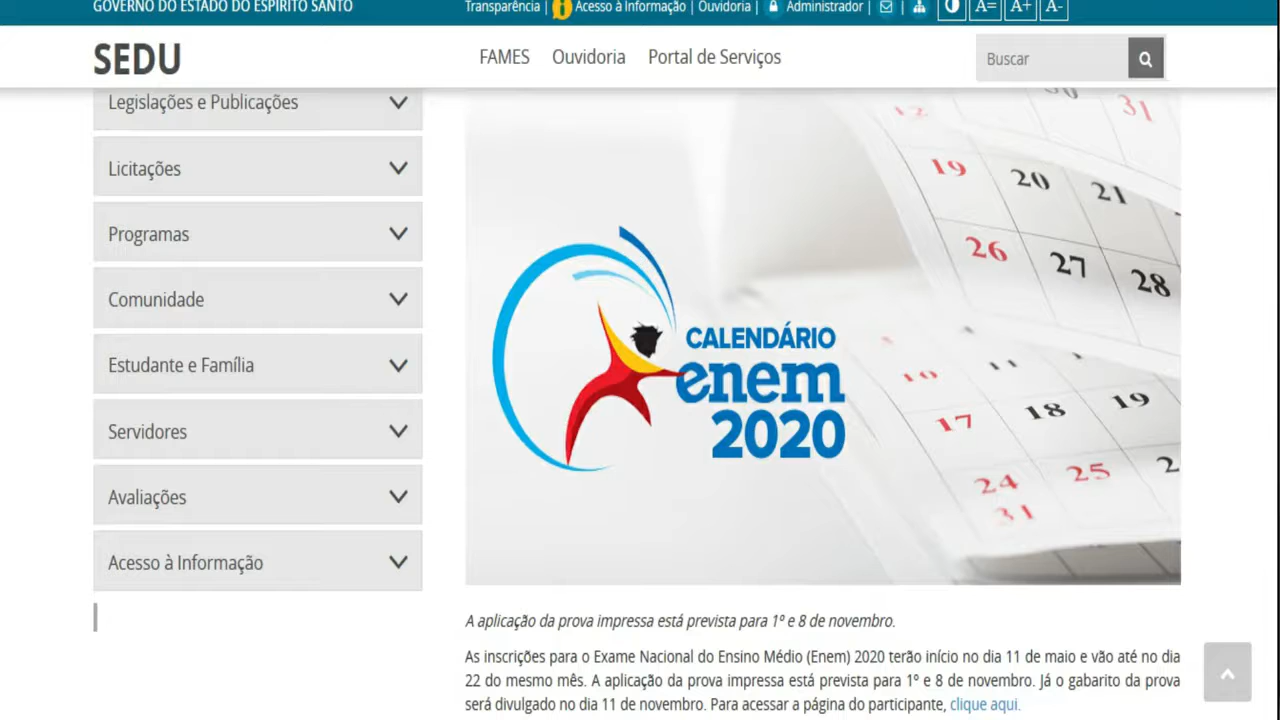 GOVERNO DO ESTADO DO ESPÍRITO SANTO
Transparência | Acesso à Informação | Ouvidoria | Administrador | | A= A+ A-
SEDU
FAMES Ouvidoria Portal de Serviços
Buscar
Legislações e Publicações
Licitações
Programas
Comunidade
Estudante e Família
Servidores
Avaliações
Acesso à Informação
12 30 31
19 20 21
26 27 28
10 11
17 18 19
24 25 2
31
CALENDÁRIO
enem
2020
A aplicação da prova impressa está prevista para 1º e 8 de novembro.
As inscrições para o Exame Nacional do Ensino Médio (Enem) 2020 terão início no dia 11 de maio e vão até no dia
22 do mesmo mês. A aplicação da prova impressa está prevista para 1º e 8 de novembro. Já o gabarito da prova
será divulgado no dia 11 de novembro. Para acessar a página do participante, clique aqui.